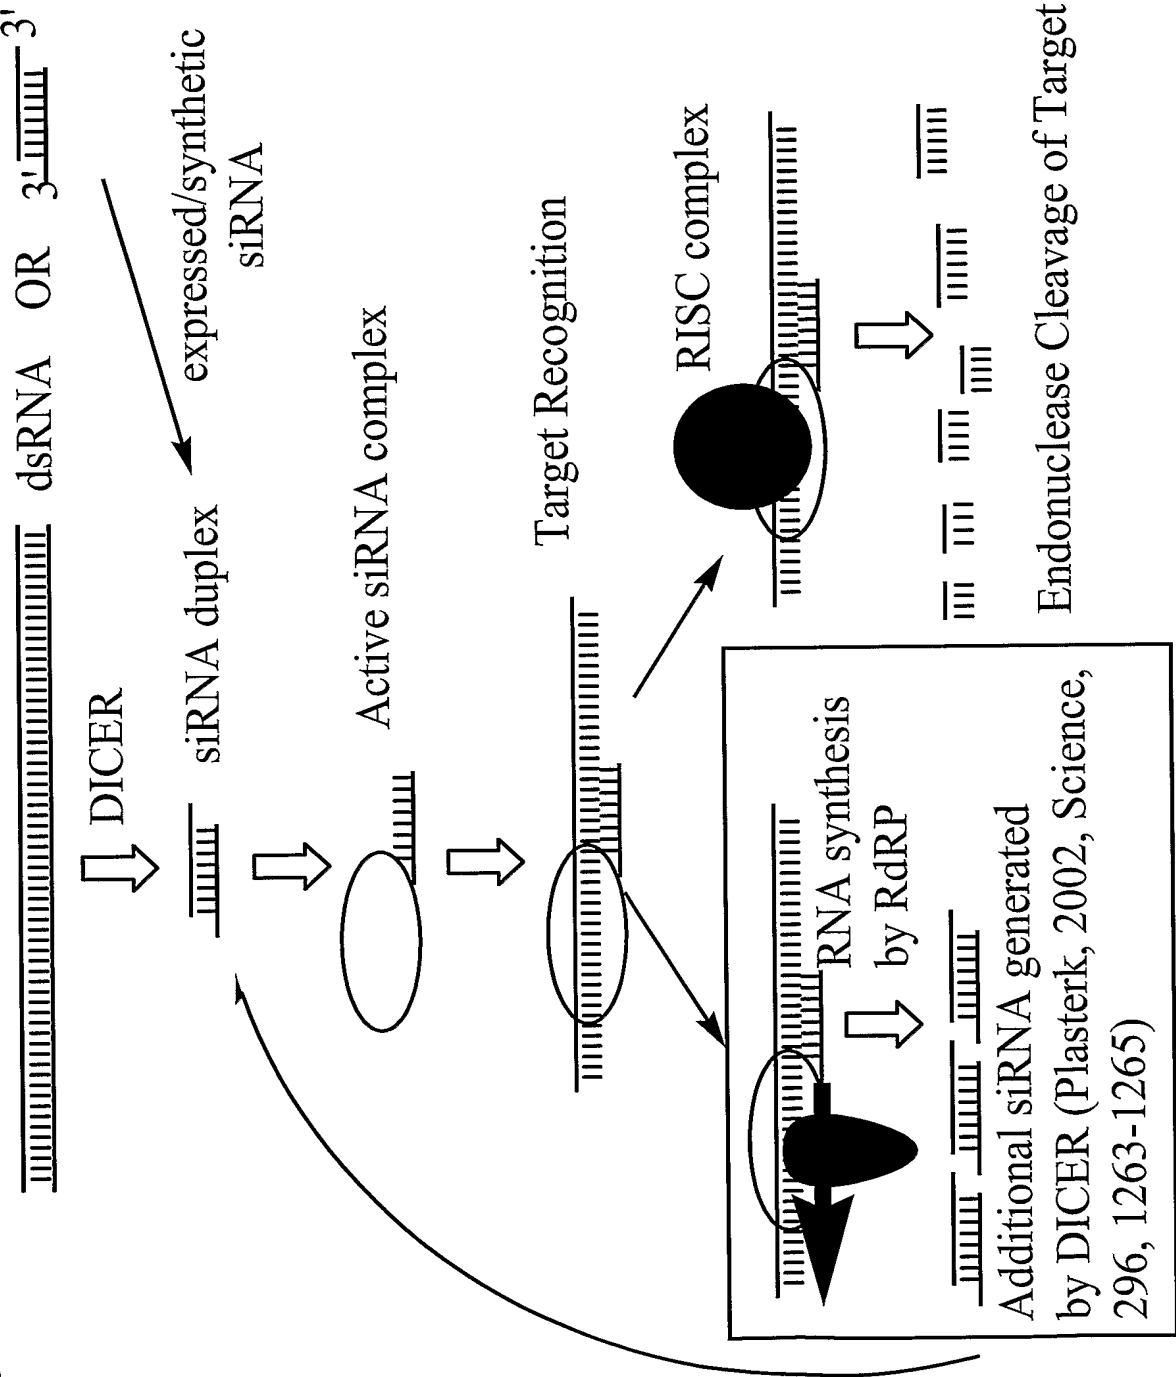 dsRNA OR 3' 3'
DICER
expressed/synthetic
siRNA
siRNA duplex
Active siRNA complex
Target Recognition
RISC complex
RNA synthesis
by RdRP
Additional siRNA generated
by DICER (Plasterk, 2002, Science,
296, 1263-1265)
Endonuclease Cleavage of Target